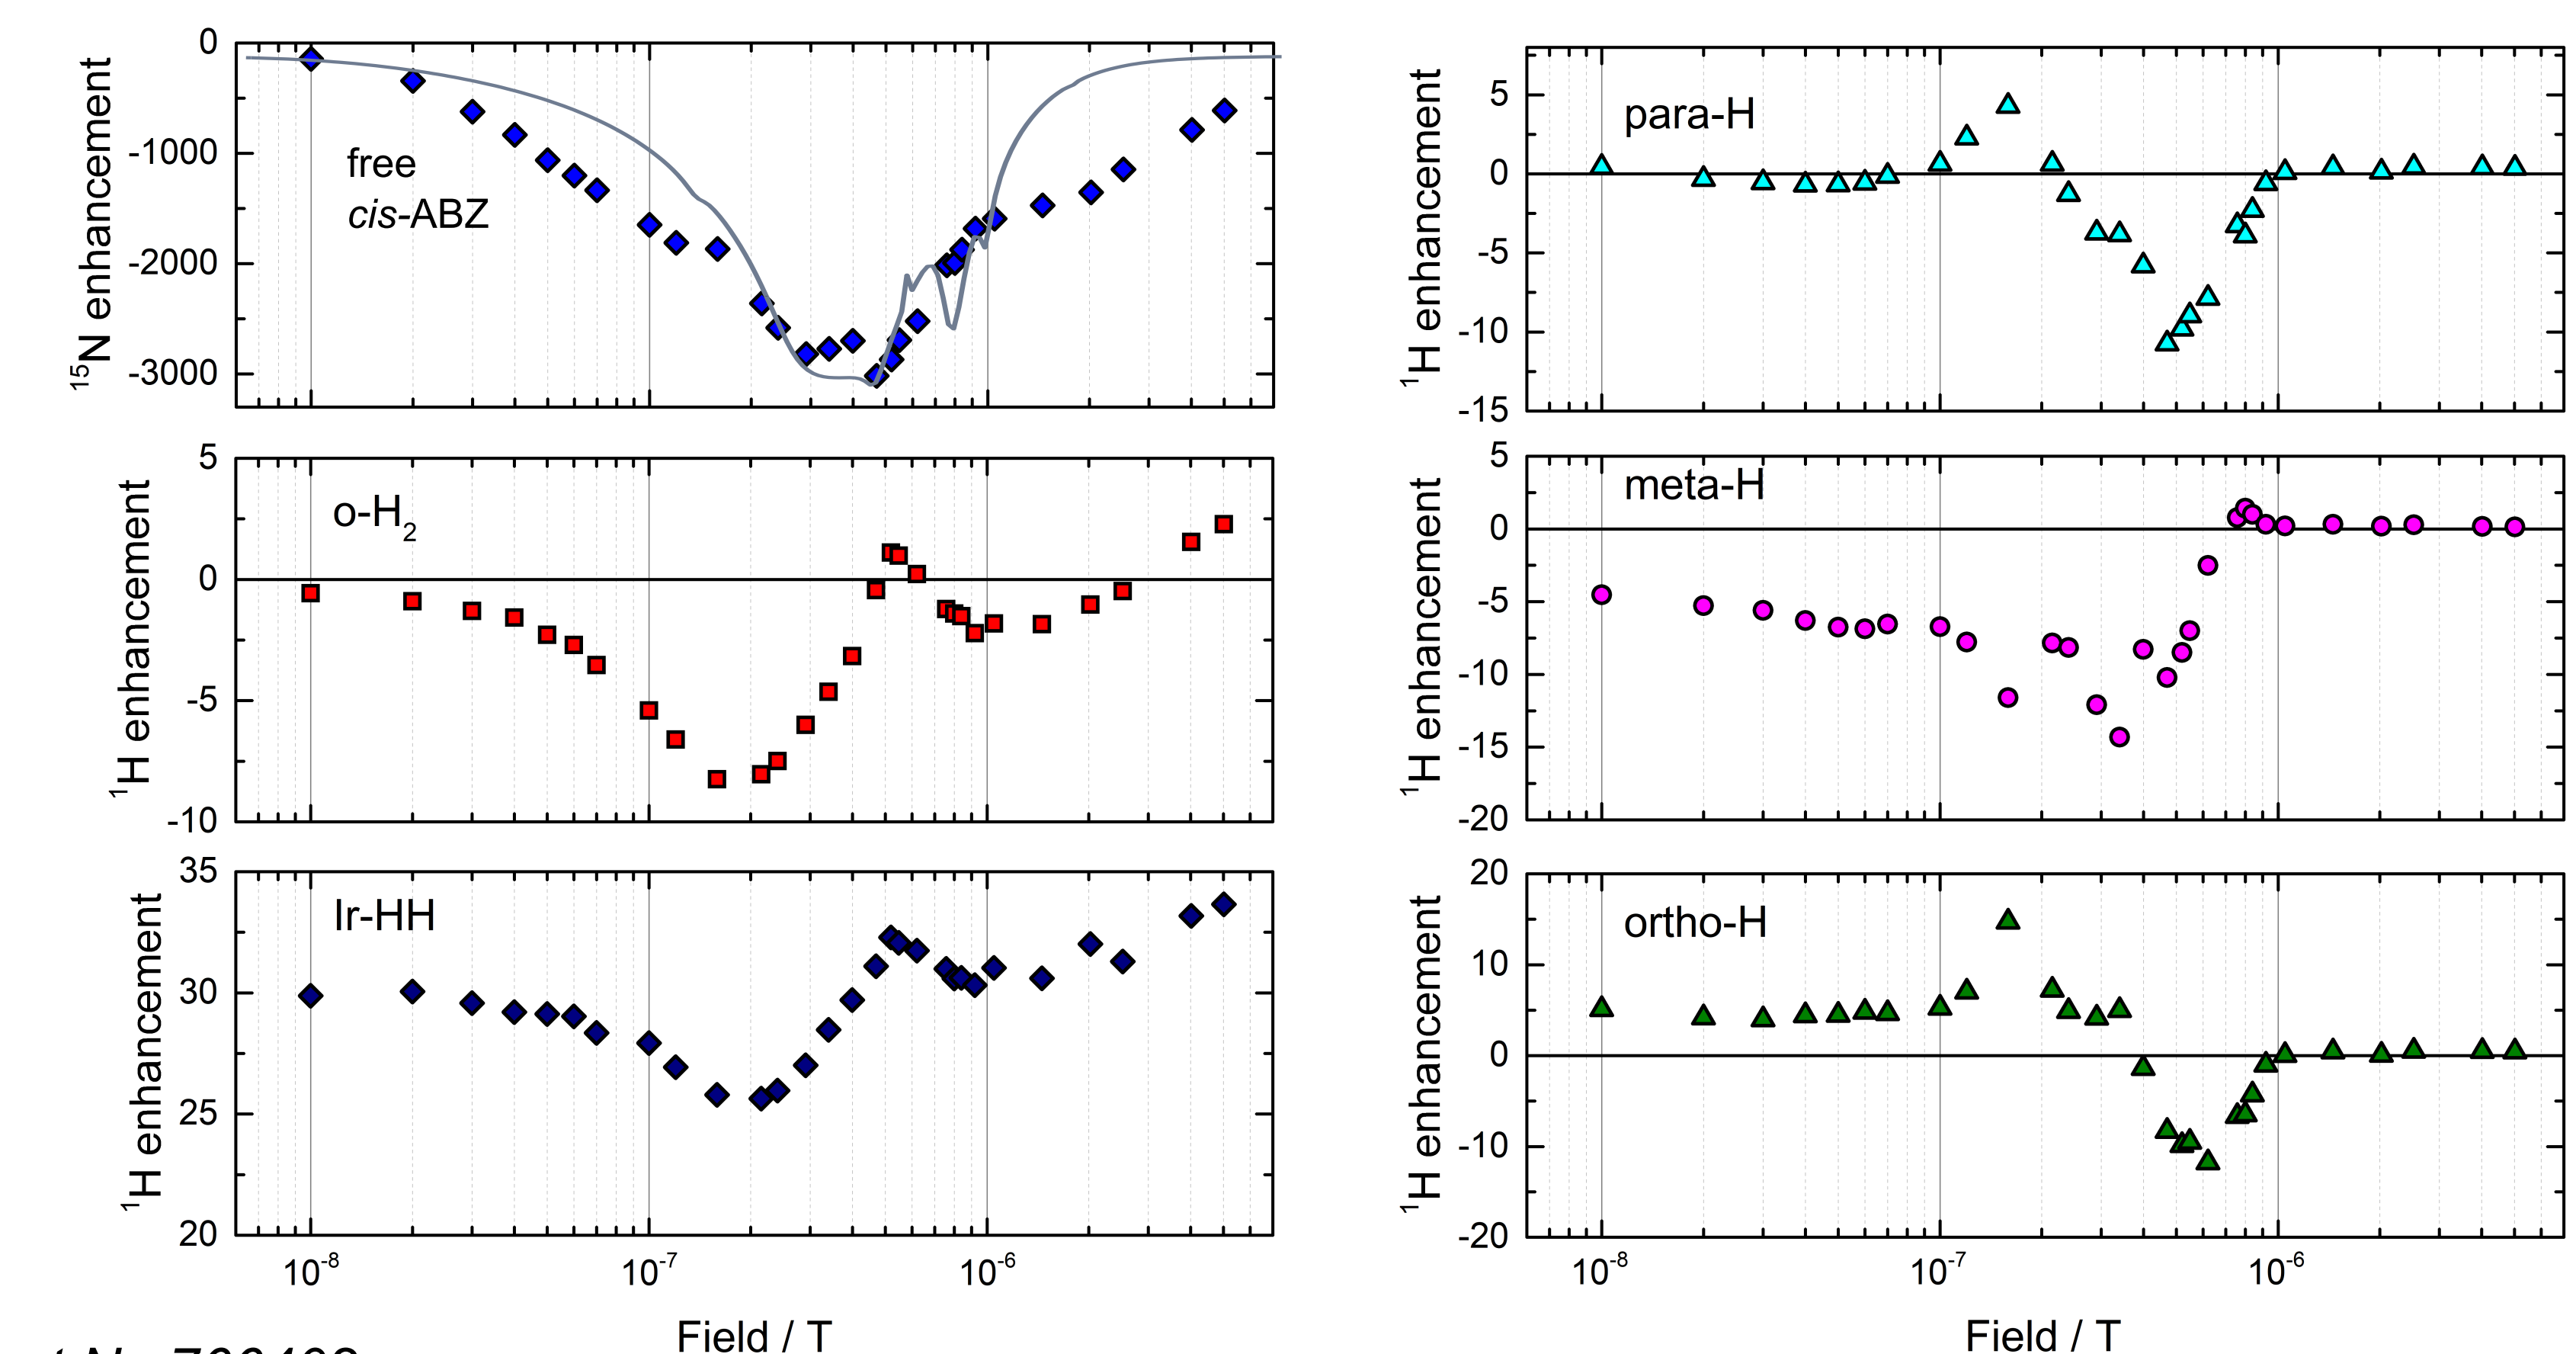 0
-1000
-2000
-3000
¹⁵N enhancement
free
cis-ABZ
5
0
-5
-10
¹H enhancement
o-H₂
35
30
25
20
¹H enhancement
Ir-HH
10⁻⁸ 10⁻⁷ 10⁻⁶
Field / T
5
0
-5
-10
-15
¹H enhancement
para-H
5
0
-5
-10
-15
-20
¹H enhancement
meta-H
20
10
0
-10
-20
¹H enhancement
ortho-H
10⁻⁸ 10⁻⁷ 10⁻⁶
Field / T